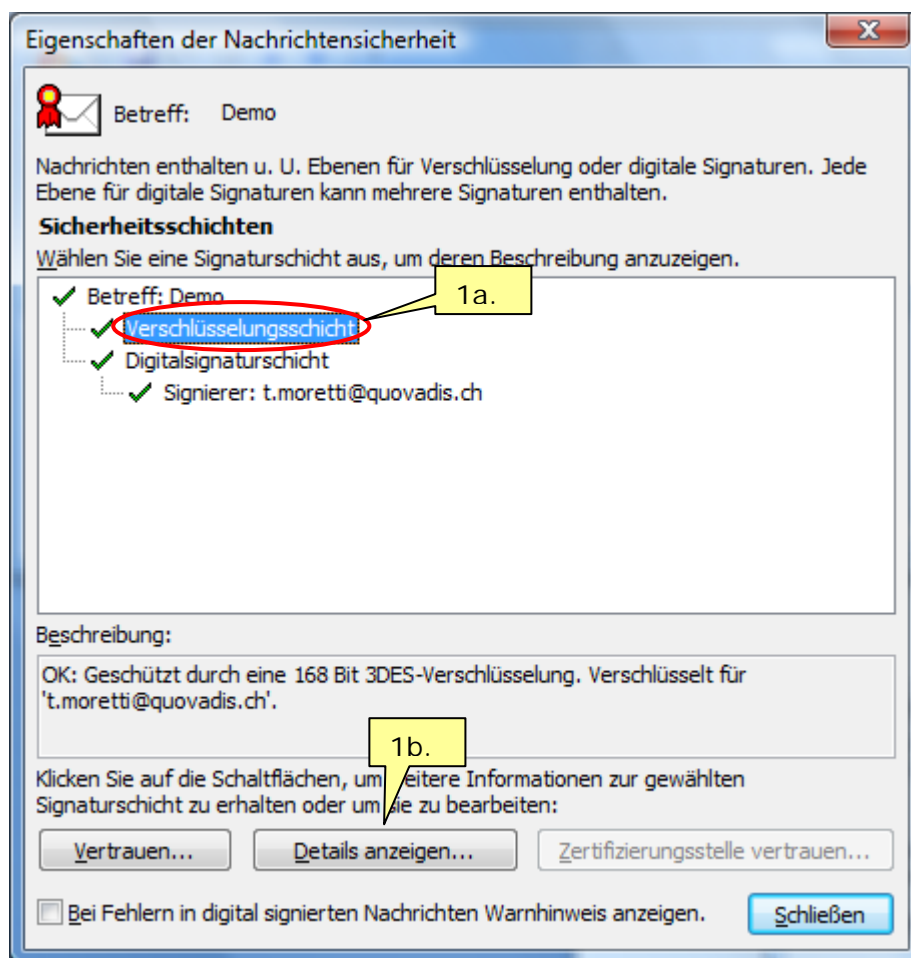 Eigenschaften der Nachrichtensicherheit
Betreff: Demo
Nachrichten enthalten u. U. Ebenen für Verschlüsselung oder digitale Signaturen. Jede
Ebene für digitale Signaturen kann mehrere Signaturen enthalten.
Sicherheitsschichten
Wählen Sie eine Signaturschicht aus, um deren Beschreibung anzuzeigen.
1a.
Betreff: Demo
Verschlüsselungsschicht
Digitalsignaturschicht
Signierer: t.moretti@quovadis.ch
Beschreibung:
OK: Geschützt durch eine 168 Bit 3DES-Verschlüsselung. Verschlüsselt für
't.moretti@quovadis.ch'.
1b.
Klicken Sie auf die Schaltflächen, um weitere Informationen zur gewählten
Signaturschicht zu erhalten oder um sie zu bearbeiten:
Vertrauen... Details anzeigen... Zertifizierungsstelle vertrauen...
Bei Fehlern in digital signierten Nachrichten Warnhinweis anzeigen. Schließen